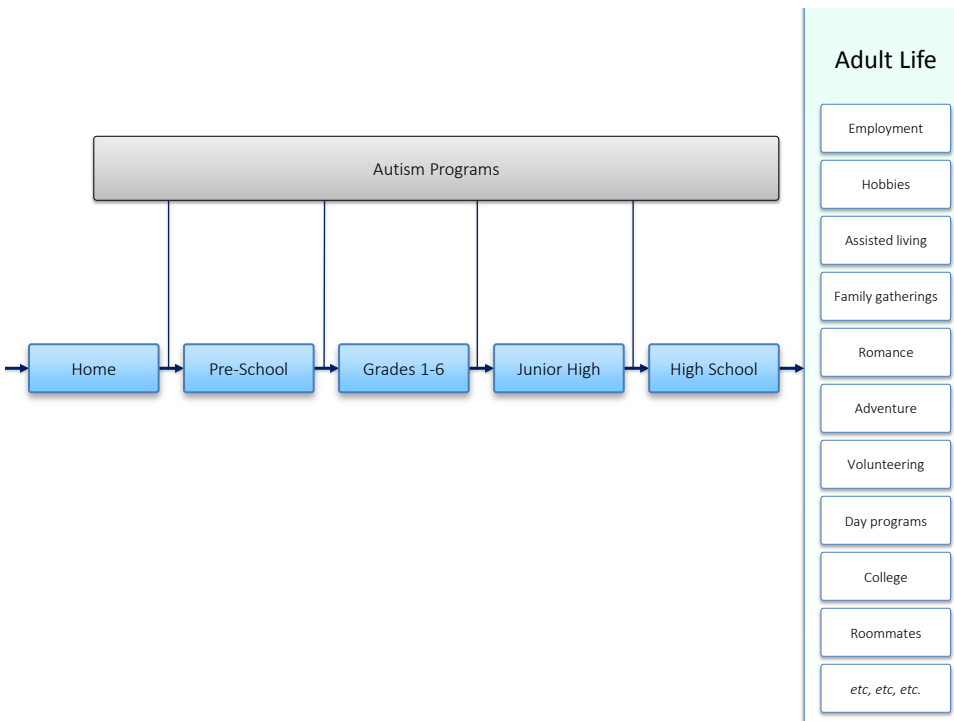 Adult Life
Autism Programs
Home
Pre-School
Grades 1-6
Junior High
High School
Employment
Hobbies
Assisted living
Family gatherings
Romance
Adventure
Volunteering
Day programs
College
Roommates
etc, etc, etc.